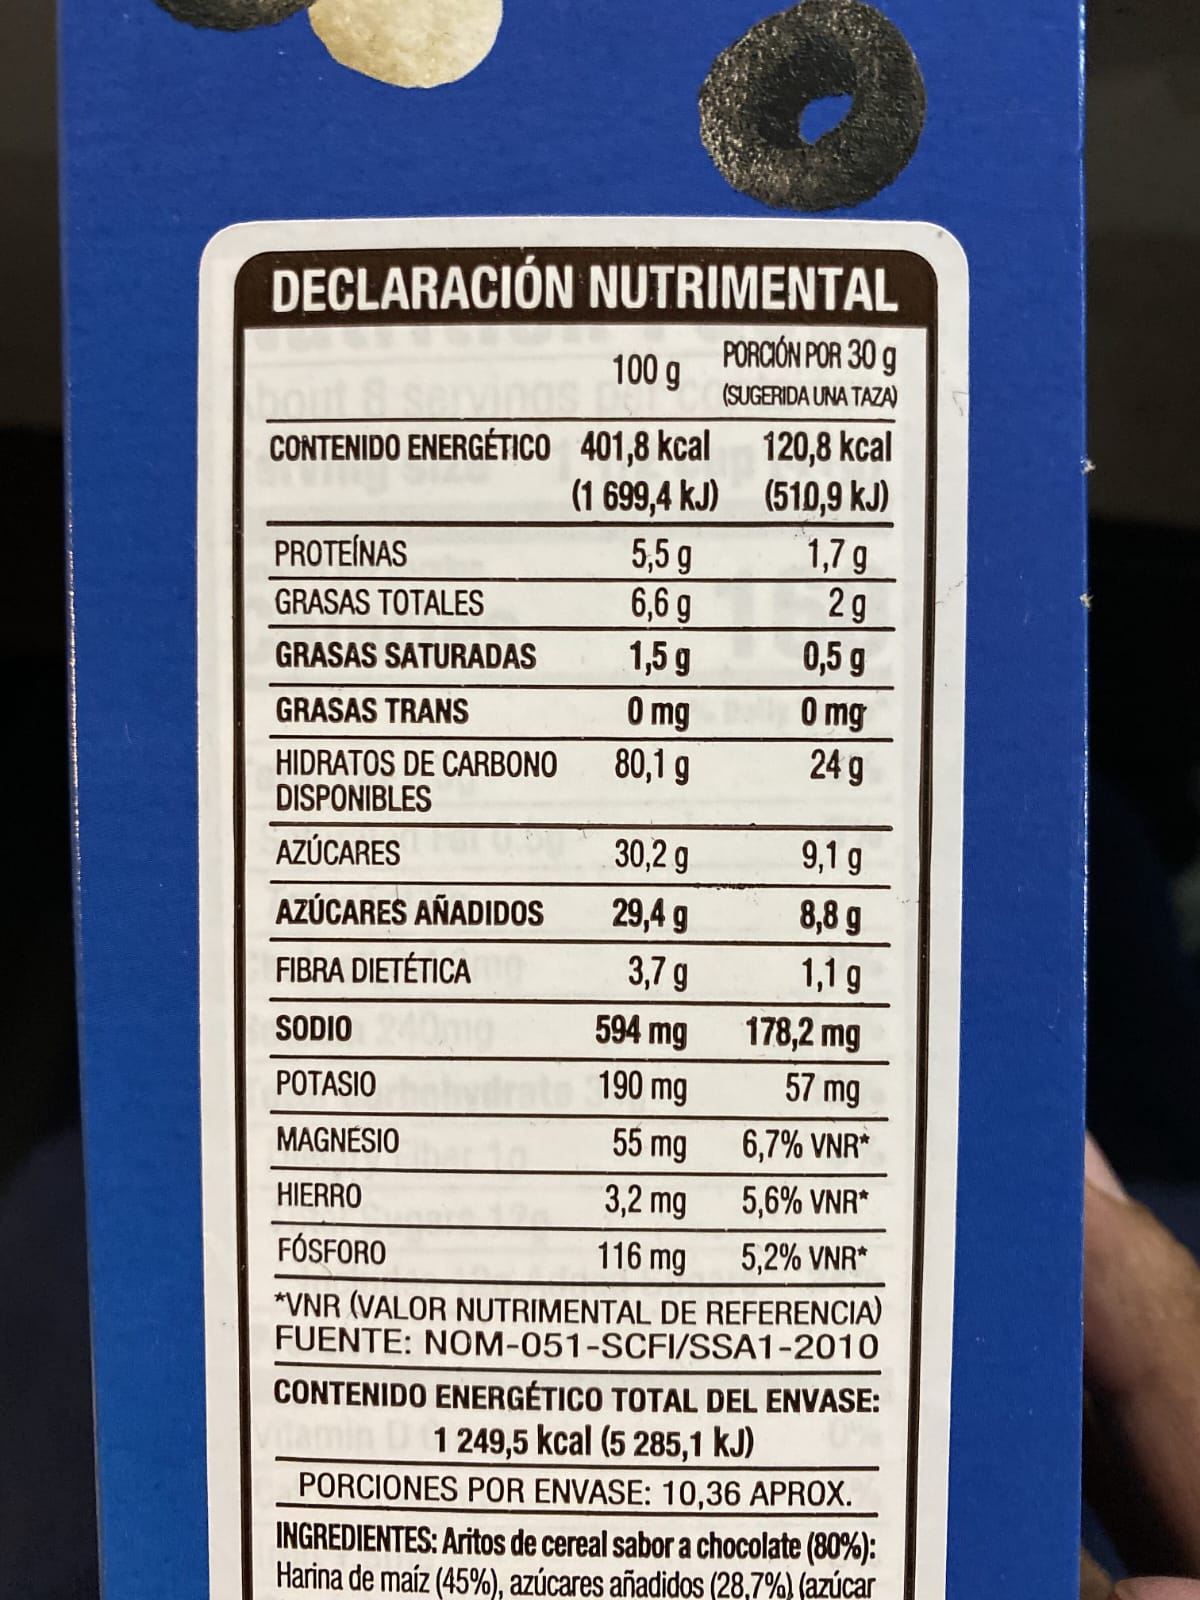 DECLARACIÓN NUTRIMENTAL
100 g PORCIÓN POR 30 g
(SUGERIDA UNA TAZA)
CONTENIDO ENERGÉTICO 401,8 kcal 120,8 kcal
(1 699,4 kJ) (510,9 kJ)
PROTEÍNAS 5,5 g 1,7 g
GRASAS TOTALES 6,6 g 2 g
GRASAS SATURADAS 1,5 g 0,5 g
GRASAS TRANS 0 mg 0 mg
HIDRATOS DE CARBONO 80,1 g 24 g
DISPONIBLES
AZÚCARES 30,2 g 9,1 g
AZÚCARES AÑADIDOS 29,4 g 8,8 g
FIBRA DIETÉTICA 3,7 g 1,1 g
SODIO 594 mg 178,2 mg
POTASIO 190 mg 57 mg
MAGNESIO 55 mg 6,7% VNR*
HIERRO 3,2 mg 5,6% VNR*
FÓSFORO 116 mg 5,2% VNR*
*VNR (VALOR NUTRIMENTAL DE REFERENCIA)
FUENTE: NOM-051-SCFI/SSA1-2010
CONTENIDO ENERGÉTICO TOTAL DEL ENVASE:
1 249,5 kcal (5 285,1 kJ)
PORCIONES POR ENVASE: 10,36 APROX.
INGREDIENTES: Aritos de cereal sabor a chocolate (80%):
Harina de maíz (45%), azúcares añadidos (28,7%) (azúcar